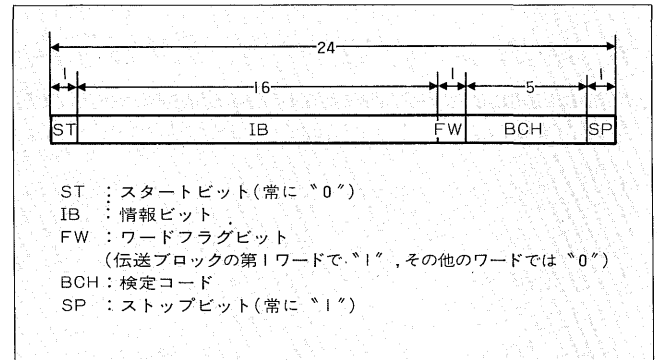 24
1 16 1 5 1
ST IB FW BCH SP
ST : スタートビット(常に〝0〞)
IB : 情報ビット
FW : ワードフラグビット
(伝送ブロックの第1ワードで〝1〞,その他のワードでは〝0〞)
BCH : 検定コード
SP : ストップビット(常に〝1〞)